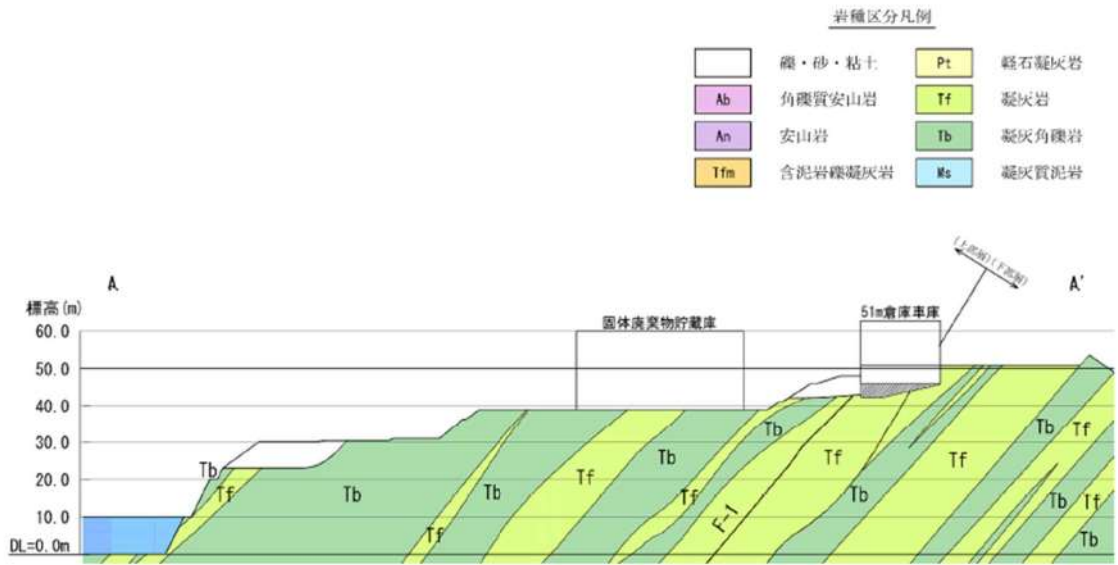 岩種区分凡例
礫・砂・粘土
Pt 軽石凝灰岩
Ab 角礫質安山岩
Tf 凝灰岩
An 安山岩
Tb 凝灰角礫岩
Tfm 含泥岩礫凝灰岩
Ms 凝灰質泥岩
(上部層)(下部層)
A
A'
標高(m)
固体廃棄物貯蔵庫
51m倉庫車庫
60.0
50.0
40.0
30.0
20.0
10.0
DL=0.0m
Tb
Tf
Tb
Tf
Tb
Tf
Tb
Tf
Tb
F-1
Tf
Tb
Tf
Tb
Tf
Tb
Tf
Tb